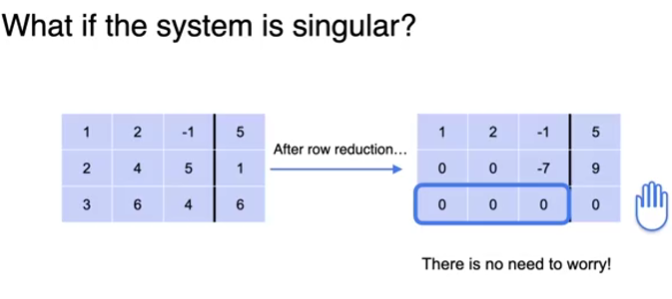 What if the system is singular?
1 2 -1 5
2 4 5 1
3 6 4 6
After row reduction...
1 2 -1 5
0 0 -7 9
0 0 0 0
There is no need to worry!